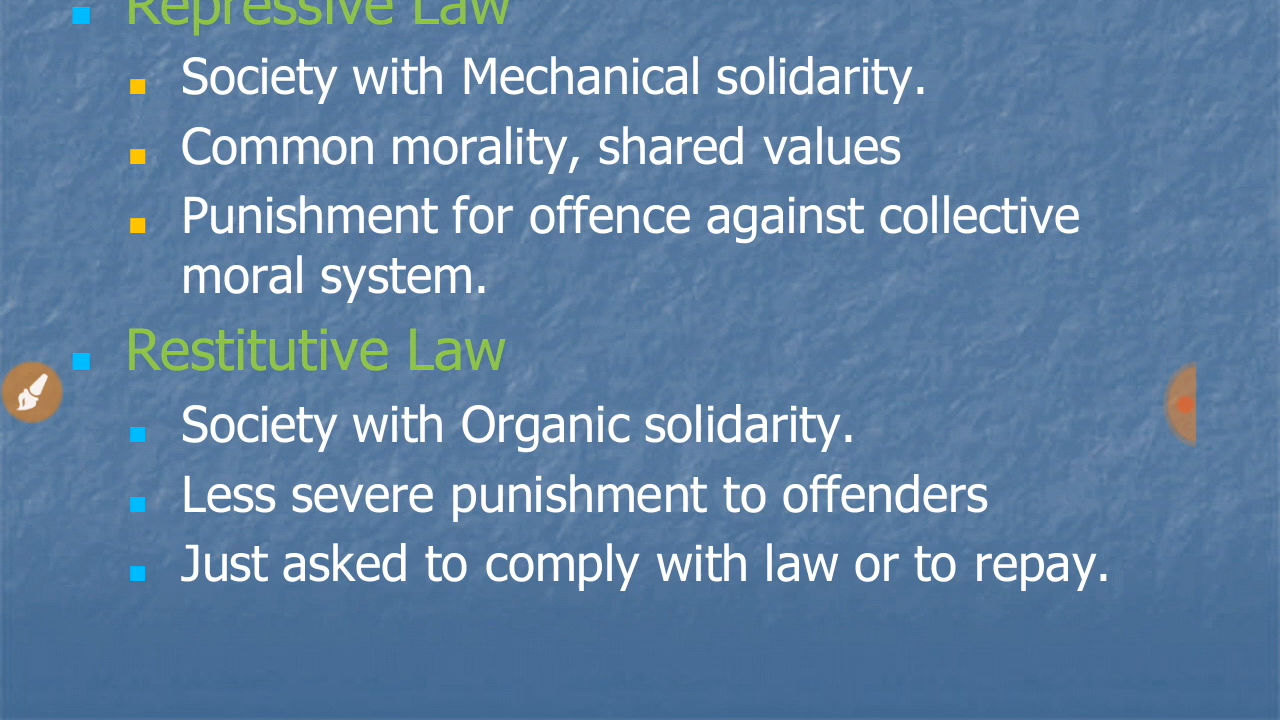 Repressive Law
Society with Mechanical solidarity.
Common morality, shared values
Punishment for offence against collective
moral system.
Restitutive Law
Society with Organic solidarity.
Less severe punishment to offenders
Just asked to comply with law or to repay.